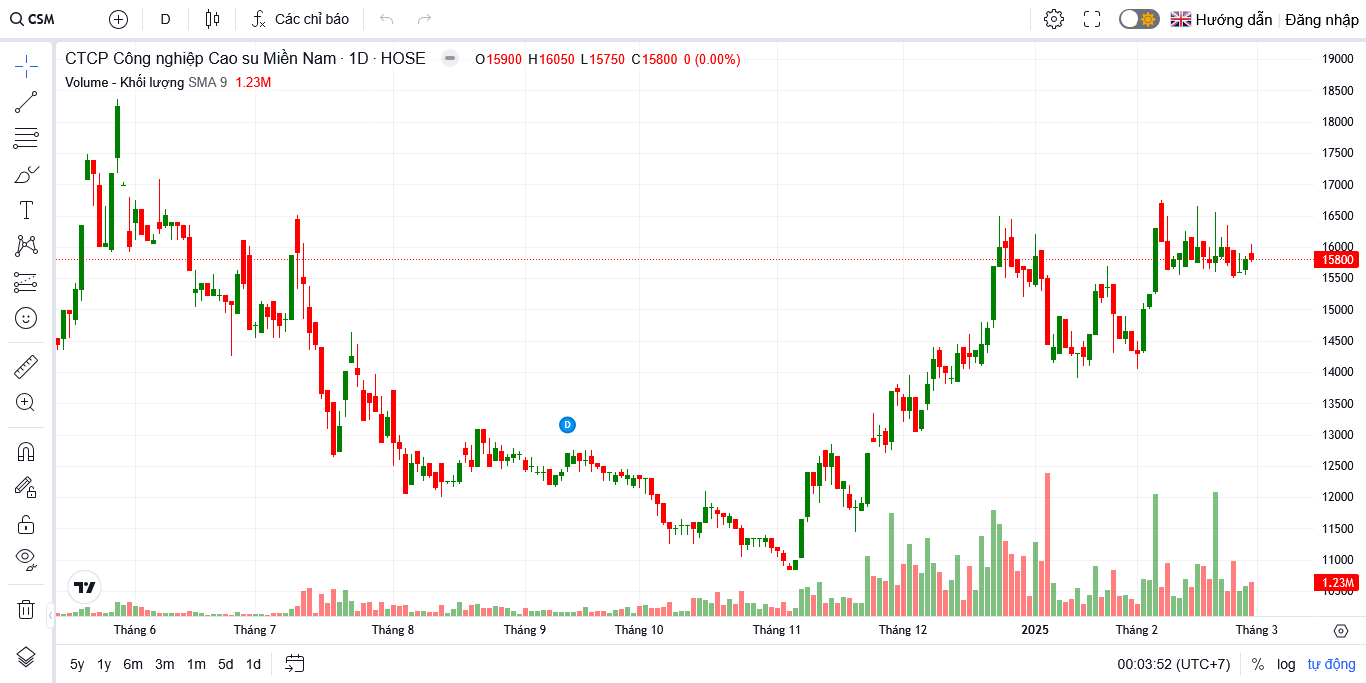 CSM D Các chỉ báo Hướng dẫn Đăng nhập
CTCP Công nghiệp Cao su Miền Nam · 1D · HOSE O15900 H16050 L15750 C15800 0 (0.00%)
Volume - Khối lượng SMA 9 1.23M
19000
18500
18000
17500
17000
16500
16000
15800
15500
15000
14500
14000
13500
D
13000
12500
12000
11500
11000
1.23M
10500
Tháng 6 Tháng 7 Tháng 8 Tháng 9 Tháng 10 Tháng 11 Tháng 12 2025 Tháng 2 Tháng 3
5y 1y 6m 3m 1m 5d 1d 00:03:52 (UTC+7) % log tự động